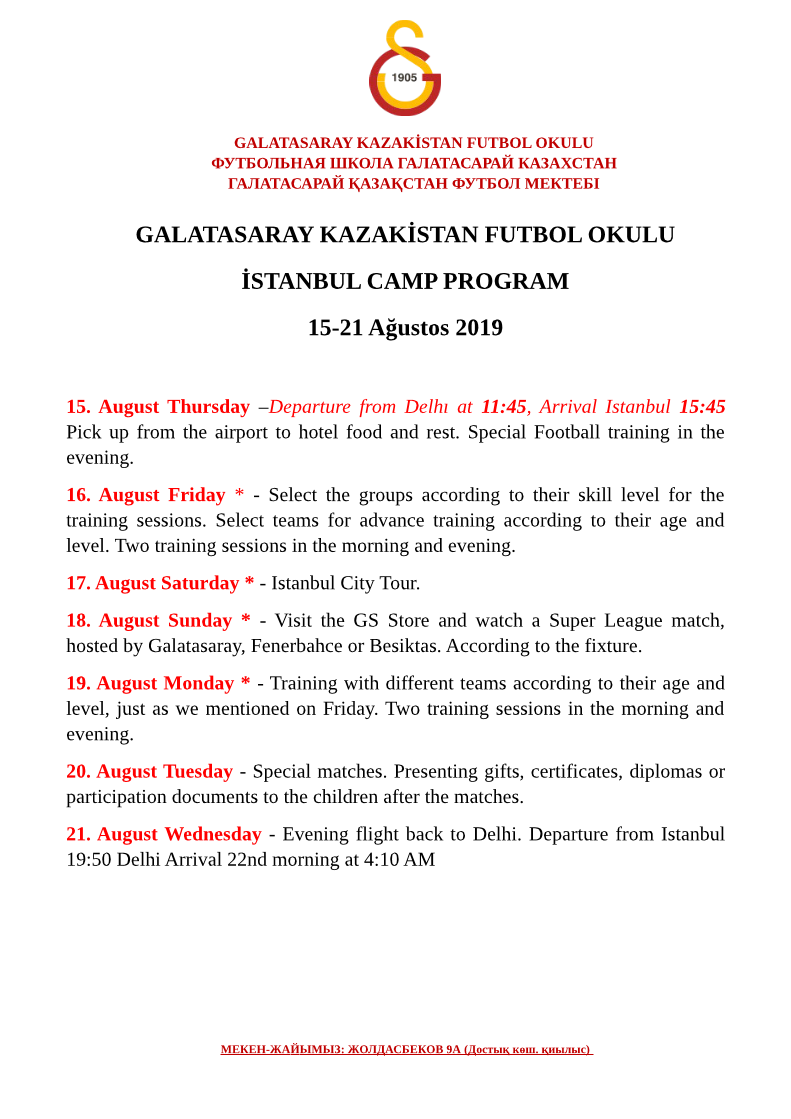 1905
GALATASARAY KAZAKİSTAN FUTBOL OKULU
ФУТБОЛЬНАЯ ШКОЛА ГАЛАТАСАРАЙ КАЗАХСТАН
ГАЛАТАСАРАЙ ҚАЗАҚСТАН ФУТБОЛ МЕКТЕБІ
GALATASARAY KAZAKİSTAN FUTBOL OKULU
İSTANBUL CAMP PROGRAM
15-21 Ağustos 2019
15. August Thursday –Departure from Delhı at 11:45, Arrival Istanbul 15:45
Pick up from the airport to hotel food and rest. Special Football training in the
evening.
16. August Friday * - Select the groups according to their skill level for the
training sessions. Select teams for advance training according to their age and
level. Two training sessions in the morning and evening.
17. August Saturday * - Istanbul City Tour.
18. August Sunday * - Visit the GS Store and watch a Super League match,
hosted by Galatasaray, Fenerbahce or Besiktas. According to the fixture.
19. August Monday * - Training with different teams according to their age and
level, just as we mentioned on Friday. Two training sessions in the morning and
evening.
20. August Tuesday - Special matches. Presenting gifts, certificates, diplomas or
participation documents to the children after the matches.
21. August Wednesday - Evening flight back to Delhi. Departure from Istanbul
19:50 Delhi Arrival 22nd morning at 4:10 AM
МЕКЕН-ЖАЙЫМЫЗ: ЖОЛДАСБЕКОВ 9А (Достық көш. қиылыс)